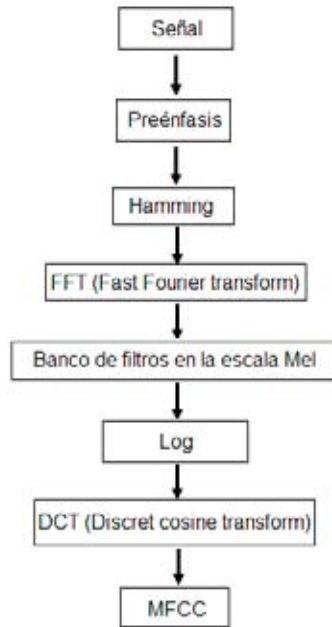 Señal
Preénfasis
Hamming
FFT (Fast Fourier transform)
Banco de filtros en la escala Mel
Log
DCT (Discret cosine transform)
MFCC